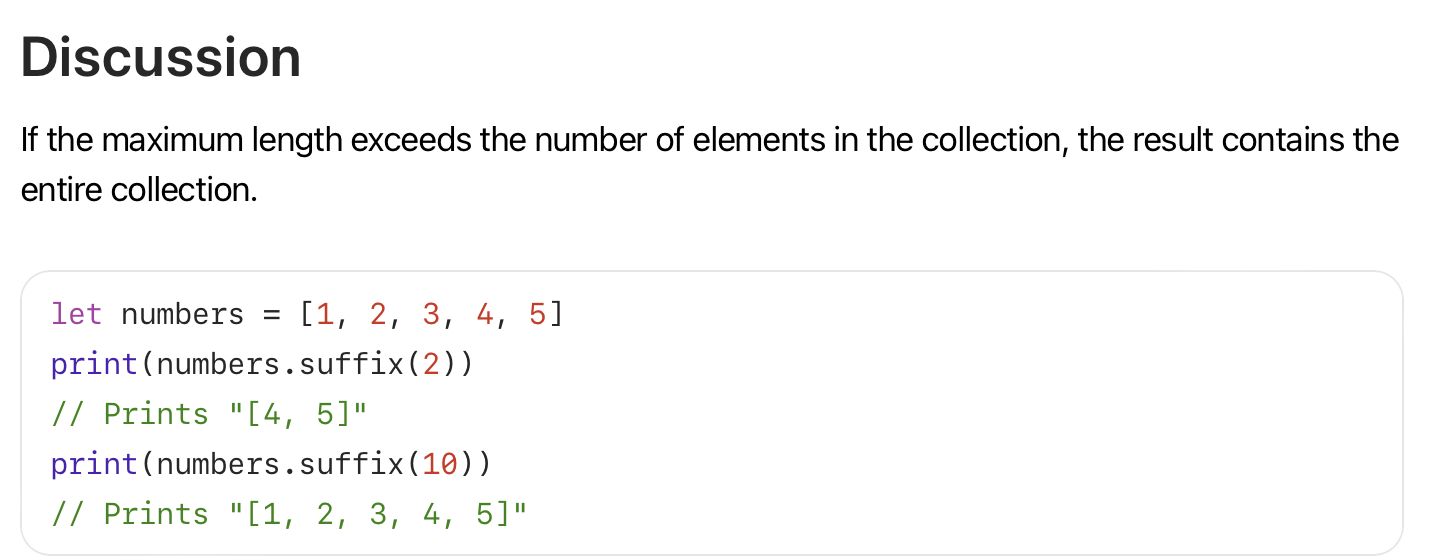 Discussion
If the maximum length exceeds the number of elements in the collection, the result contains the
entire collection.
let numbers = [1, 2, 3, 4, 5]
print(numbers.suffix(2))
// Prints "[4, 5]"
print(numbers.suffix(10))
// Prints "[1, 2, 3, 4, 5]"